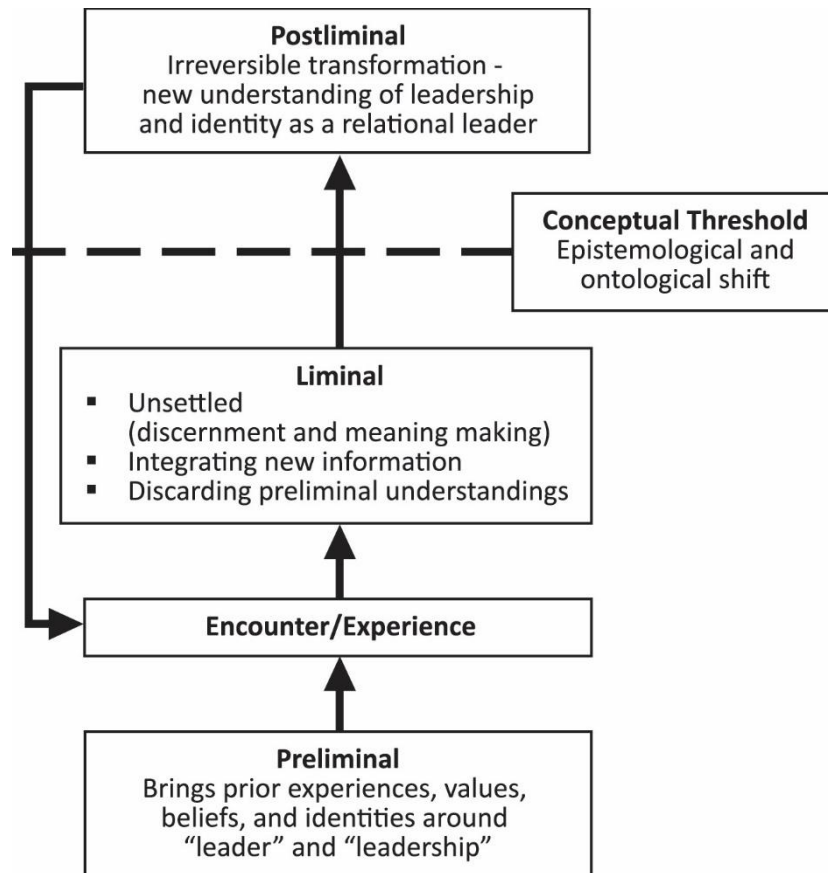 Postliminal
Irreversible transformation -
new understanding of leadership
and identity as a relational leader
Conceptual Threshold
Epistemological and
ontological shift
Liminal
▪ Unsettled
(discernment and meaning making)
▪ Integrating new information
▪ Discarding preliminal understandings
Encounter/Experience
Preliminal
Brings prior experiences, values,
beliefs, and identities around
“leader” and “leadership”